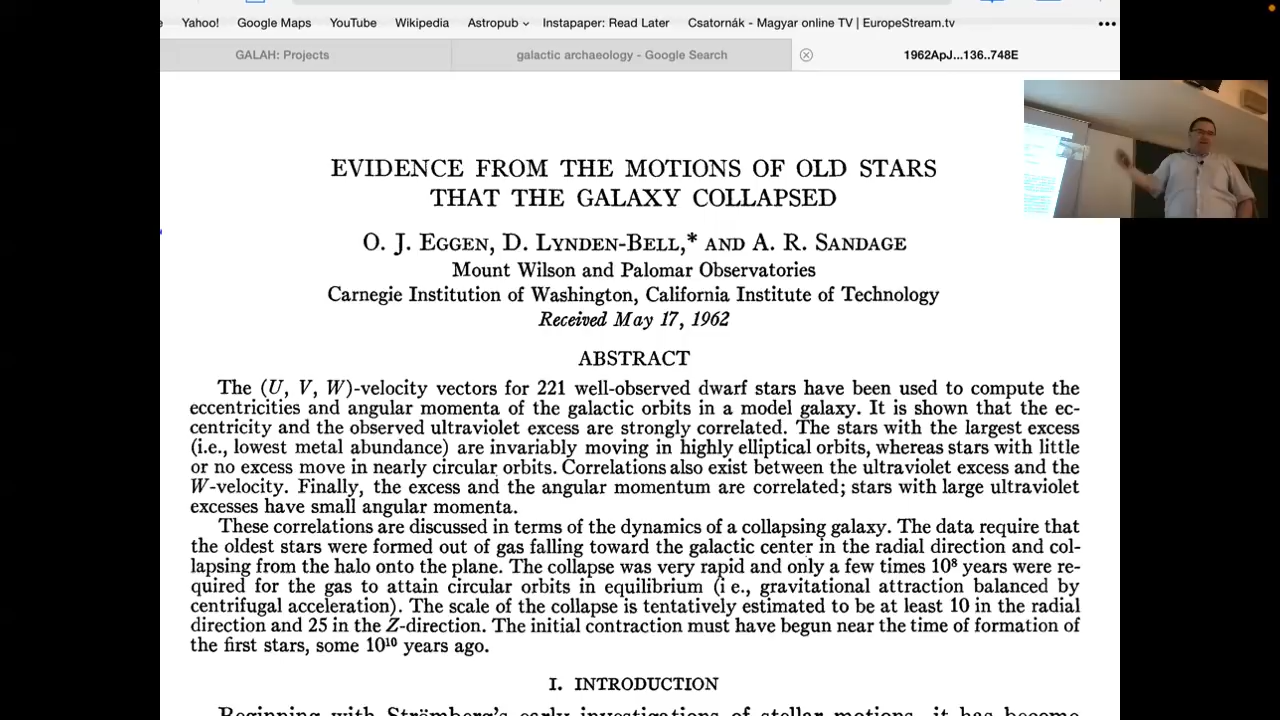 Yahoo! Google Maps YouTube Wikipedia Astropub Instapaper: Read Later Csatornák - Magyar online TV | EuropeStream.tv
GALAH: Projects galactic archaeology - Google Search 1962ApJ...136..748E
EVIDENCE FROM THE MOTIONS OF OLD STARS
THAT THE GALAXY COLLAPSED
O. J. Eggen, D. Lynden-Bell,* and A. R. Sandage
Mount Wilson and Palomar Observatories
Carnegie Institution of Washington, California Institute of Technology
Received May 17, 1962
ABSTRACT
The (U, V, W)-velocity vectors for 221 well-observed dwarf stars have been used to compute the
eccentricities and angular momenta of the galactic orbits in a model galaxy. It is shown that the ec-
centricity and the observed ultraviolet excess are strongly correlated. The stars with the largest excess
(i.e., lowest metal abundance) are invariably moving in highly elliptical orbits, whereas stars with little
or no excess move in nearly circular orbits. Correlations also exist between the ultraviolet excess and the
W-velocity. Finally, the excess and the angular momentum are correlated; stars with large ultraviolet
excesses have small angular momenta.
These correlations are discussed in terms of the dynamics of a collapsing galaxy. The data require that
the oldest stars were formed out of gas falling toward the galactic center in the radial direction and col-
lapsing from the halo onto the plane. The collapse was very rapid and only a few times 10⁸ years were re-
quired for the gas to attain circular orbits in equilibrium (i e., gravitational attraction balanced by
centrifugal acceleration). The scale of the collapse is tentatively estimated to be at least 10 in the radial
direction and 25 in the Z-direction. The initial contraction must have begun near the time of formation of
the first stars, some 10¹⁰ years ago.
I. INTRODUCTION
Beginning with Strömberg's early investigations of stellar motions, it has become